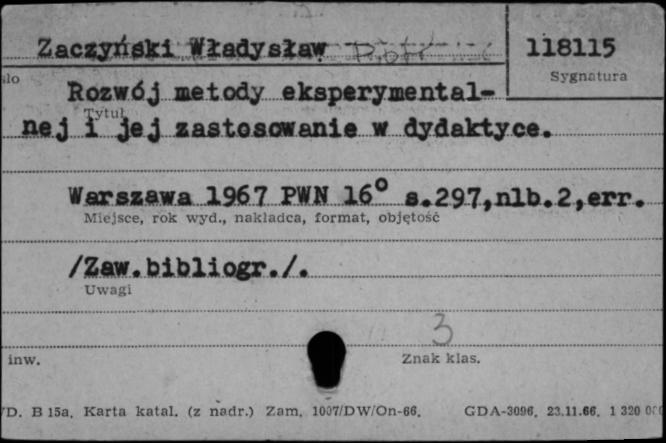 Zaczyński Władysław Piotr
118115
Sygnatura
sło
Rozwój metody eksperymental-
Tytuł
nej i jej zastosowanie w dydaktyce.
Warszawa 1967 PWN 16° s.297,nlb.2,err.
Miejsce, rok wyd., nakładca, format, objętość
/Zaw.bibliogr./.
Uwagi
3
inw.
Znak klas.
/D. B 15a. Karta katal. (z nadr.) Zam. 1007/DW/On-66. GDA-3096. 23.11.66. 1 320 000